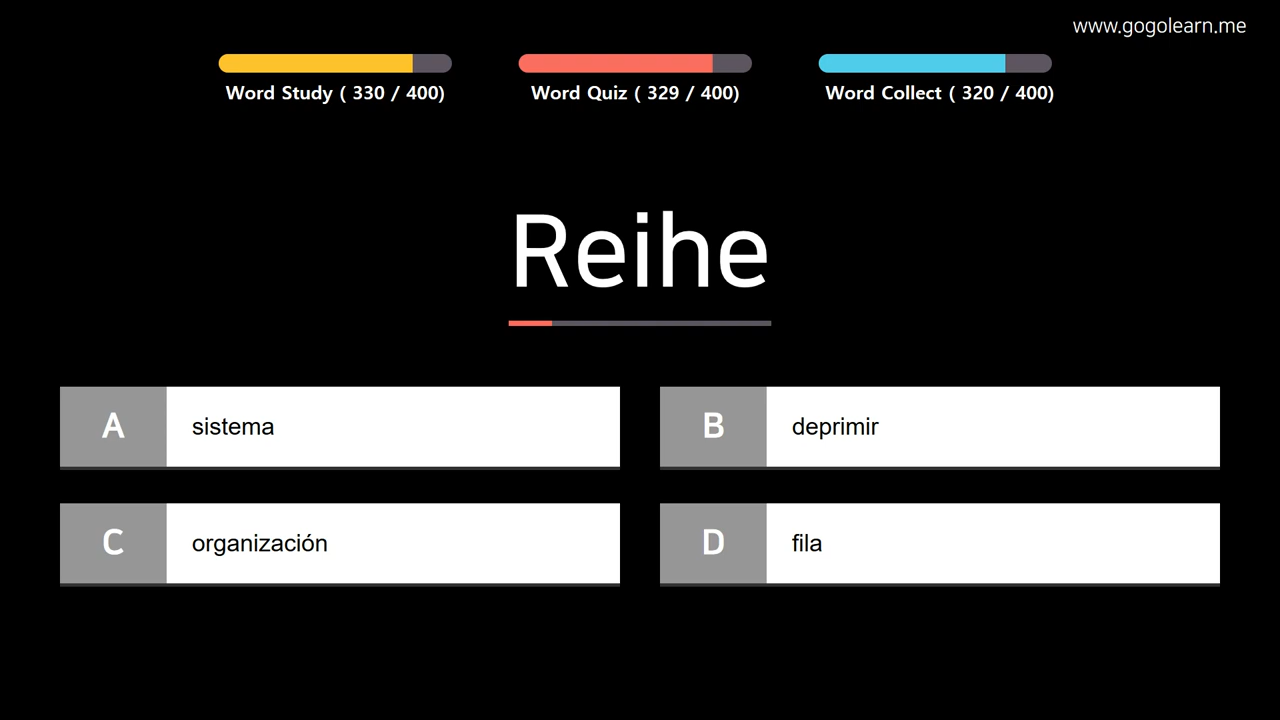 www.gogolearn.me
Word Study ( 330 / 400)
Word Quiz ( 329 / 400)
Word Collect ( 320 / 400)
Reihe
A
sistema
B
deprimir
C
organización
D
fila